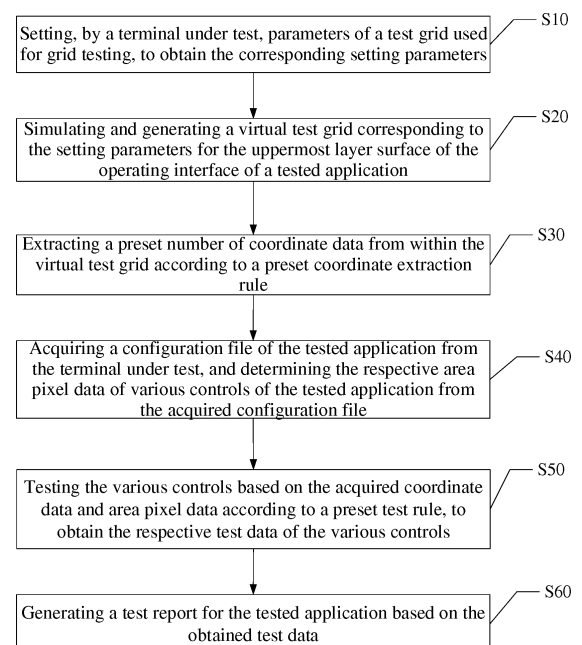 S10
Setting, by a terminal under test, parameters of a test grid used
for grid testing, to obtain the corresponding setting parameters
S20
Simulating and generating a virtual test grid corresponding to
the setting parameters for the uppermost layer surface of the
operating interface of a tested application
S30
Extracting a preset number of coordinate data from within the
virtual test grid according to a preset coordinate extraction
rule
S40
Acquiring a configuration file of the tested application from
the terminal under test, and determining the respective area
pixel data of various controls of the tested application from
the acquired configuration file
S50
Testing the various controls based on the acquired coordinate
data and area pixel data according to a preset test rule, to
obtain the respective test data of the various controls
S60
Generating a test report for the tested application based on the
obtained test data